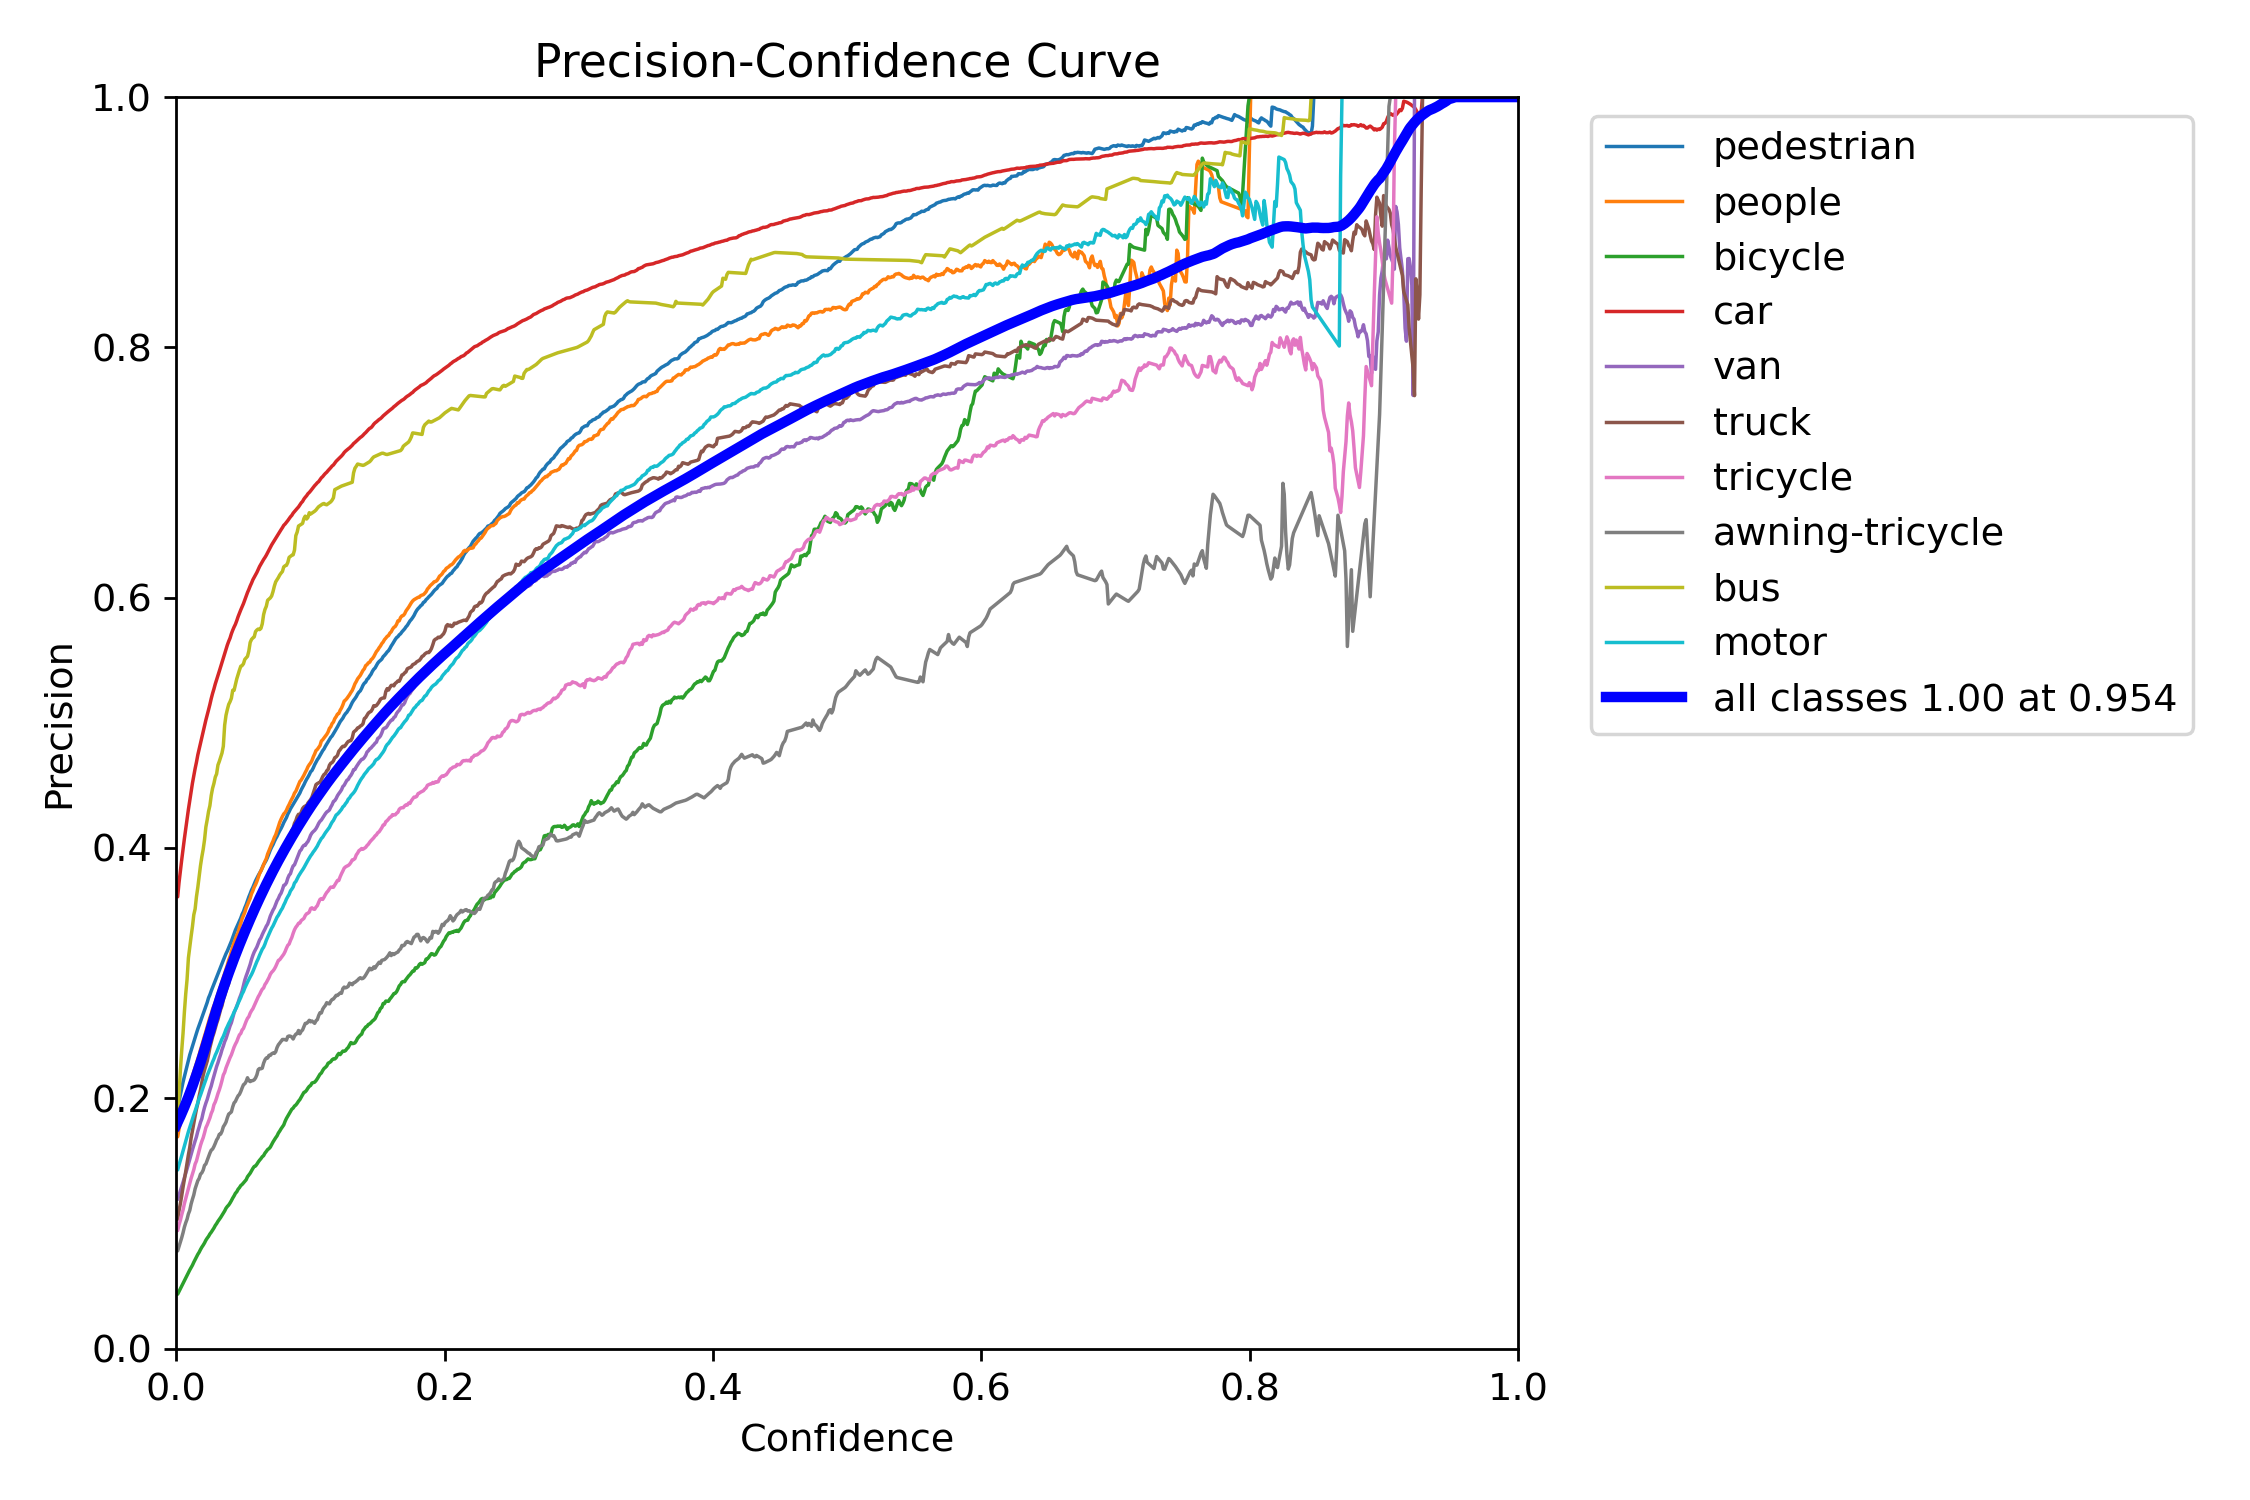 Precision-Confidence Curve
1.0
0.8
0.6
0.4
0.2
0.0
Precision
0.0 0.2 0.4 0.6 0.8 1.0
Confidence
pedestrian
people
bicycle
car
van
truck
tricycle
awning-tricycle
bus
motor
all classes 1.00 at 0.954